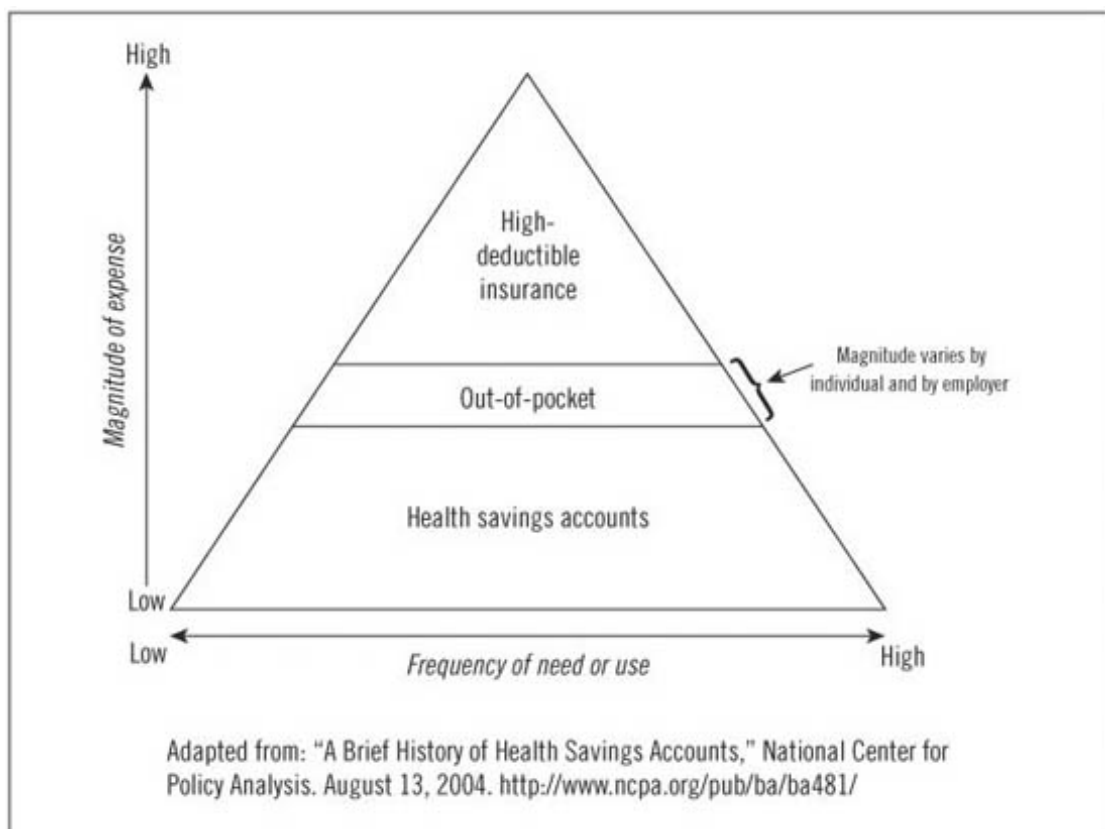 High
Magnitude of expense
High-
deductible
insurance
Magnitude varies by
individual and by employer
Out-of-pocket
Health savings accounts
Low
Low
Frequency of need or use
High
Adapted from: “A Brief History of Health Savings Accounts,” National Center for
Policy Analysis. August 13, 2004. http://www.ncpa.org/pub/ba/ba481/